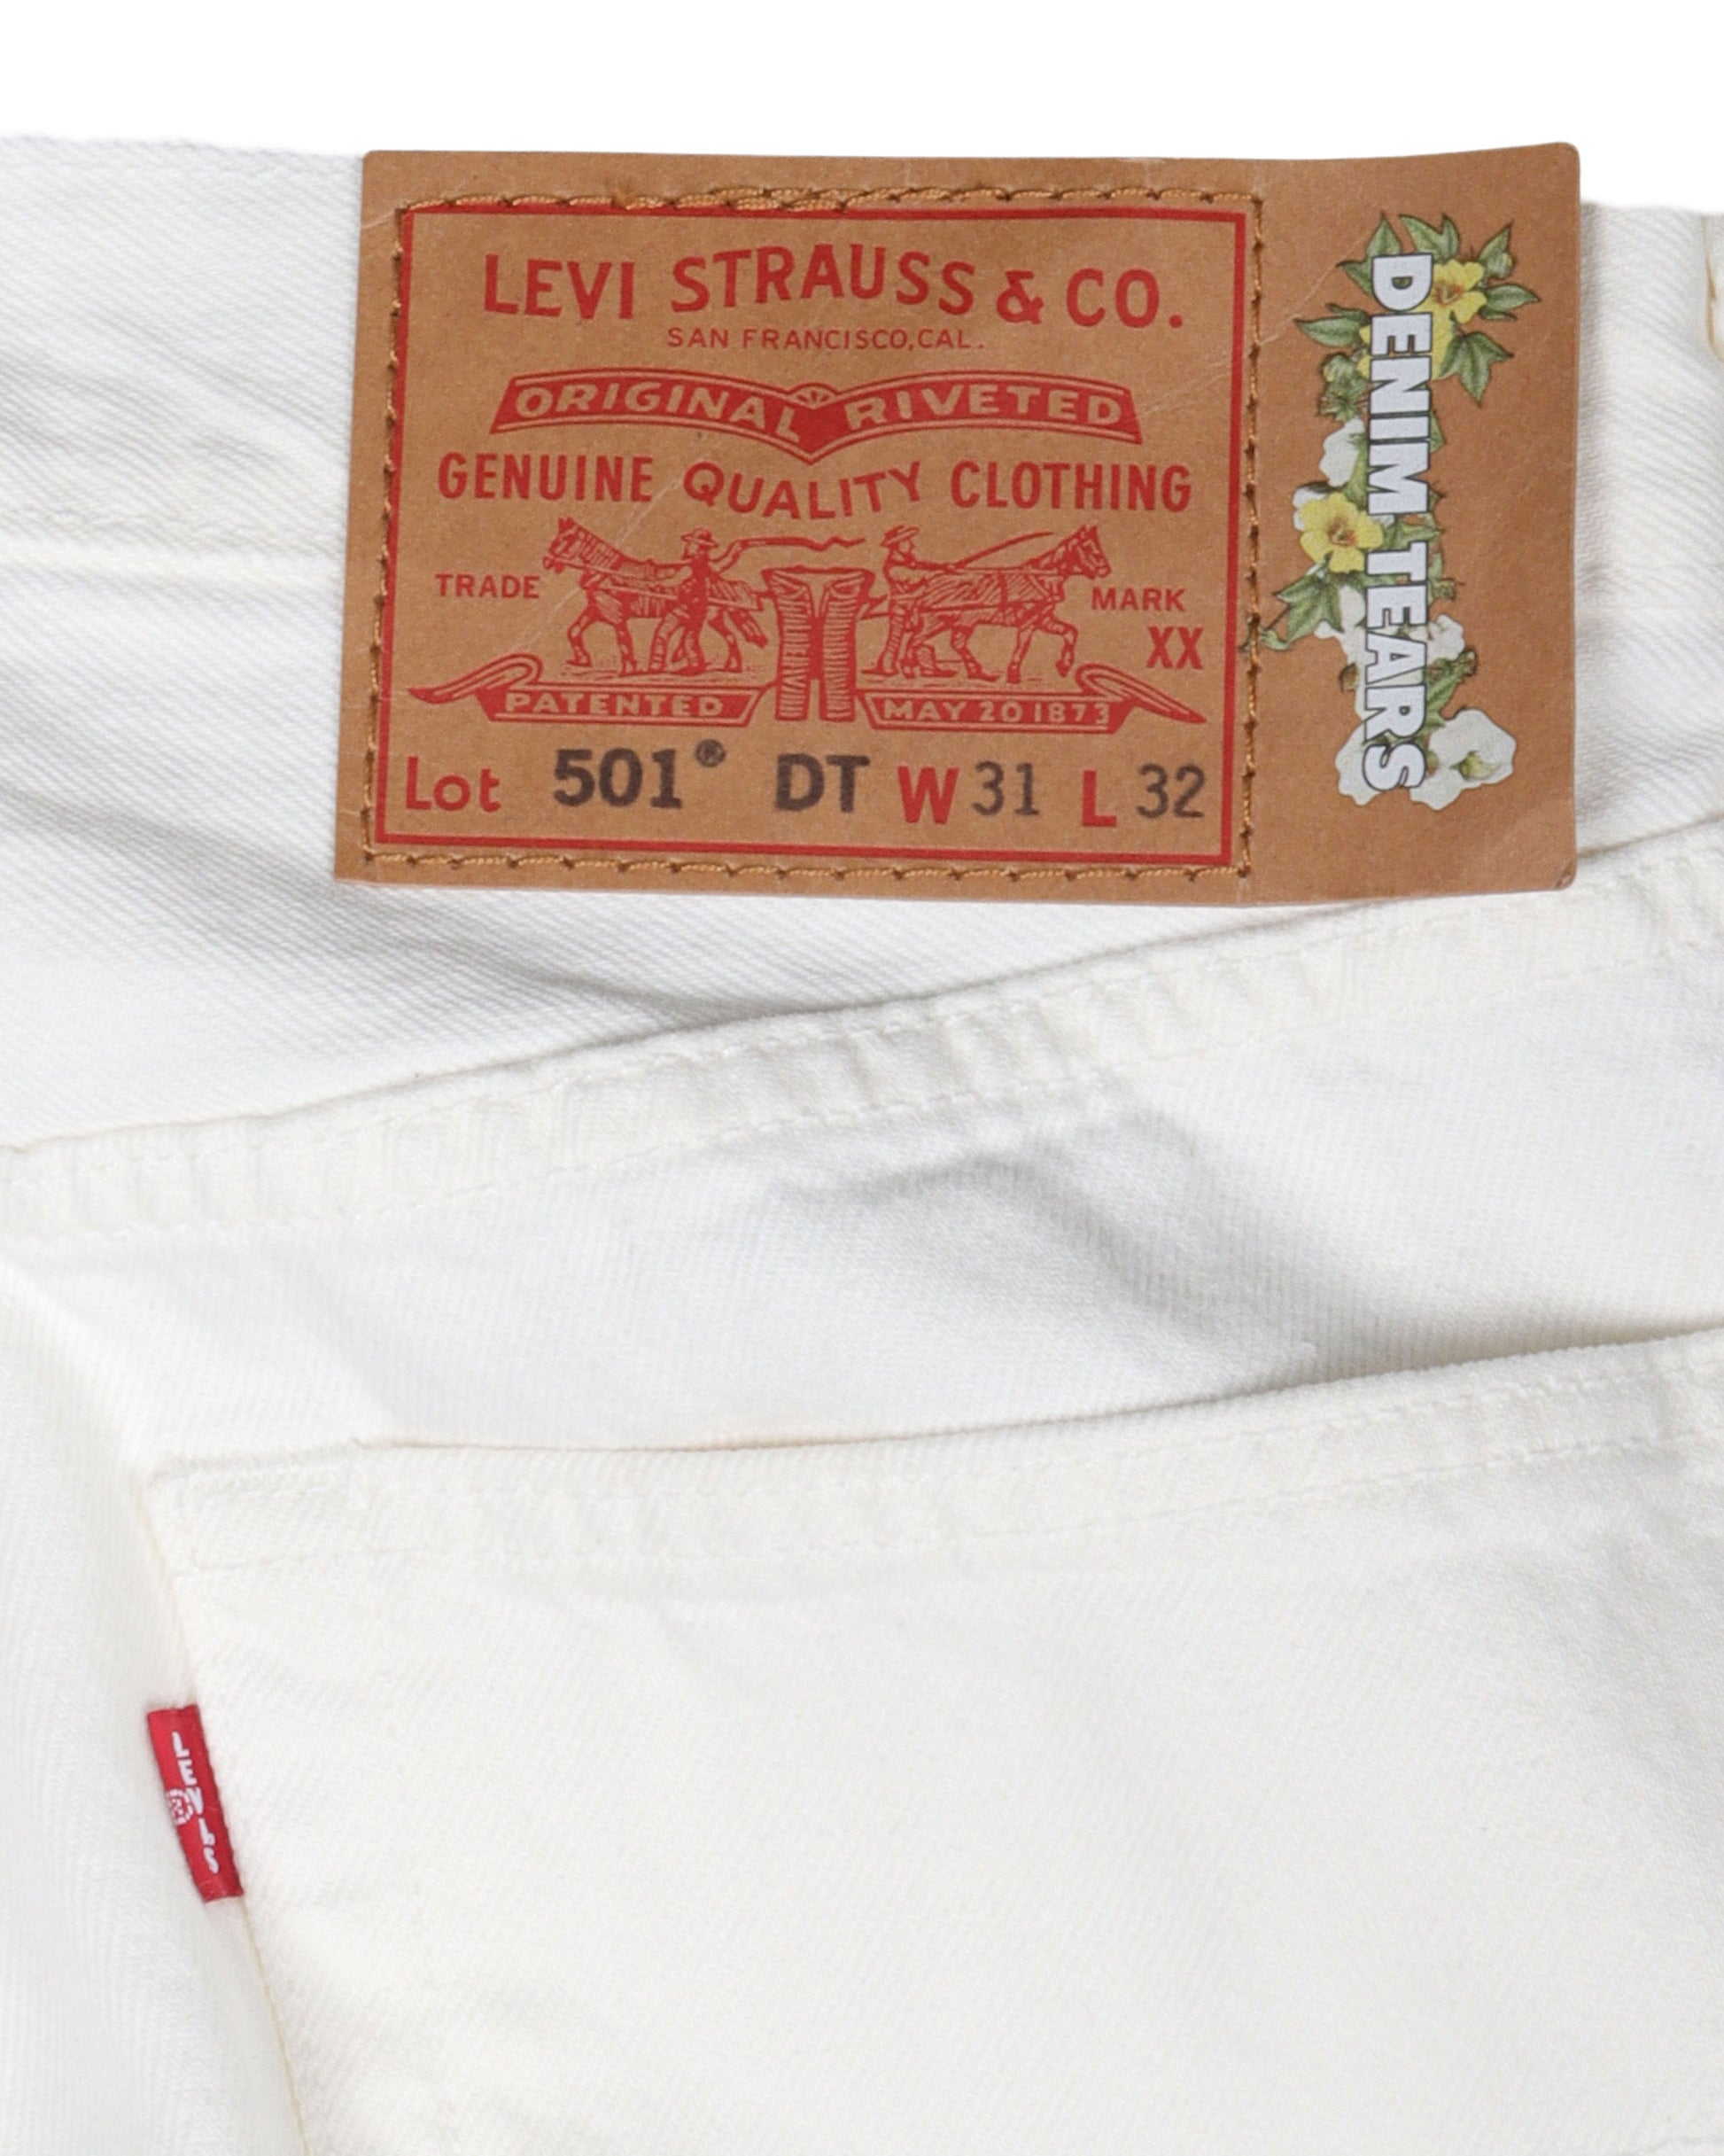 LEVI STRAUSS & CO.
SAN FRANCISCO, CAL.
ORIGINAL RIVETED
GENUINE QUALITY CLOTHING
TRADE MARK
XX
PATENTED MAY 20 1873
Lot 501® DT W 31 L 32
DENIM TEARS
LEVI'S